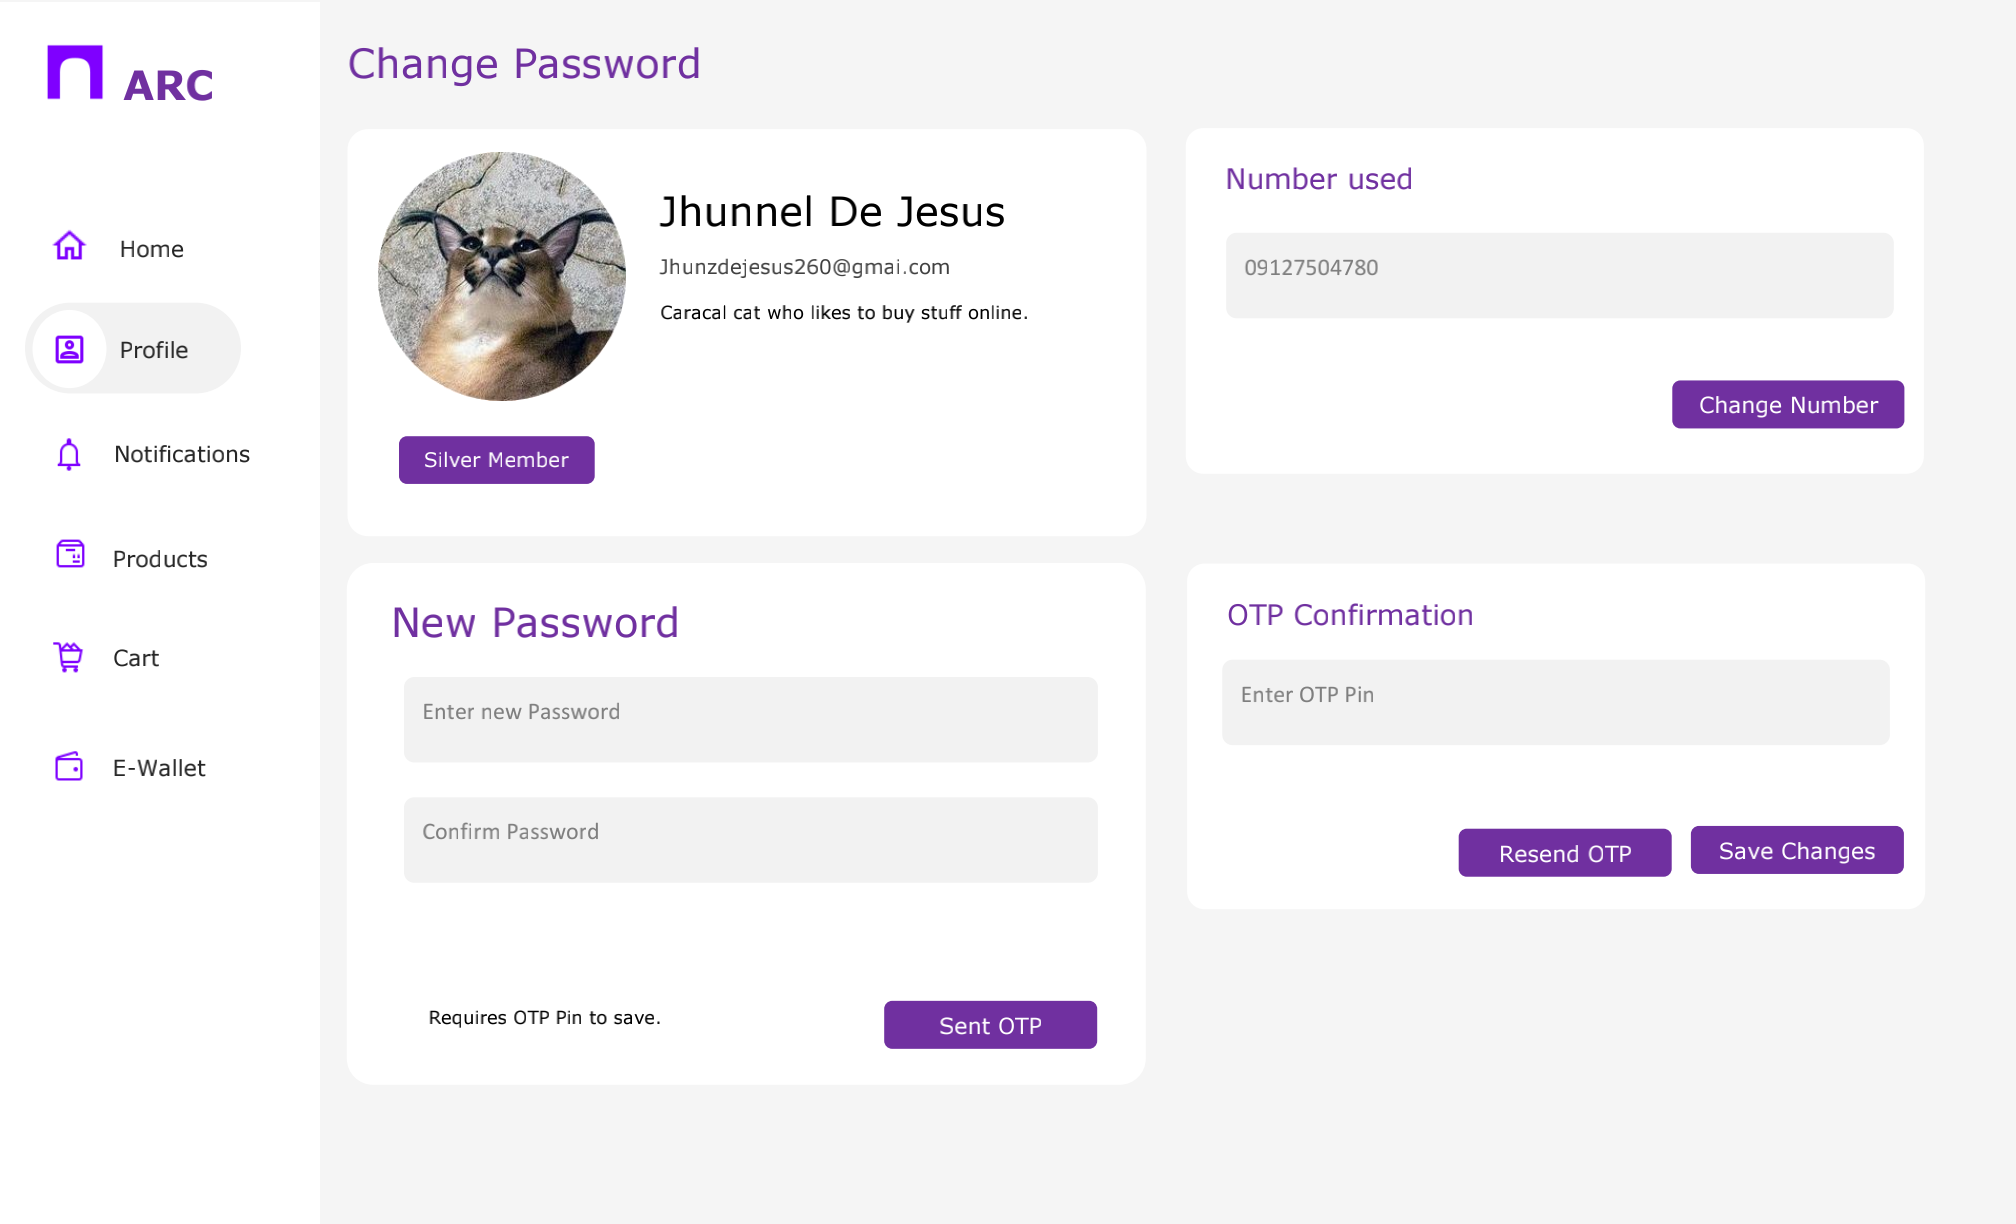 ARC
Home
Profile
Notifications
Products
Cart
E-Wallet
Change Password
Jhunnel De Jesus
Jhunzdejesus260@gmai.com
Caracal cat who likes to buy stuff online.
Silver Member
Number used
09127504780
Change Number
New Password
Enter new Password
Confirm Password
Requires OTP Pin to save.
Sent OTP
OTP Confirmation
Enter OTP Pin
Resend OTP
Save Changes